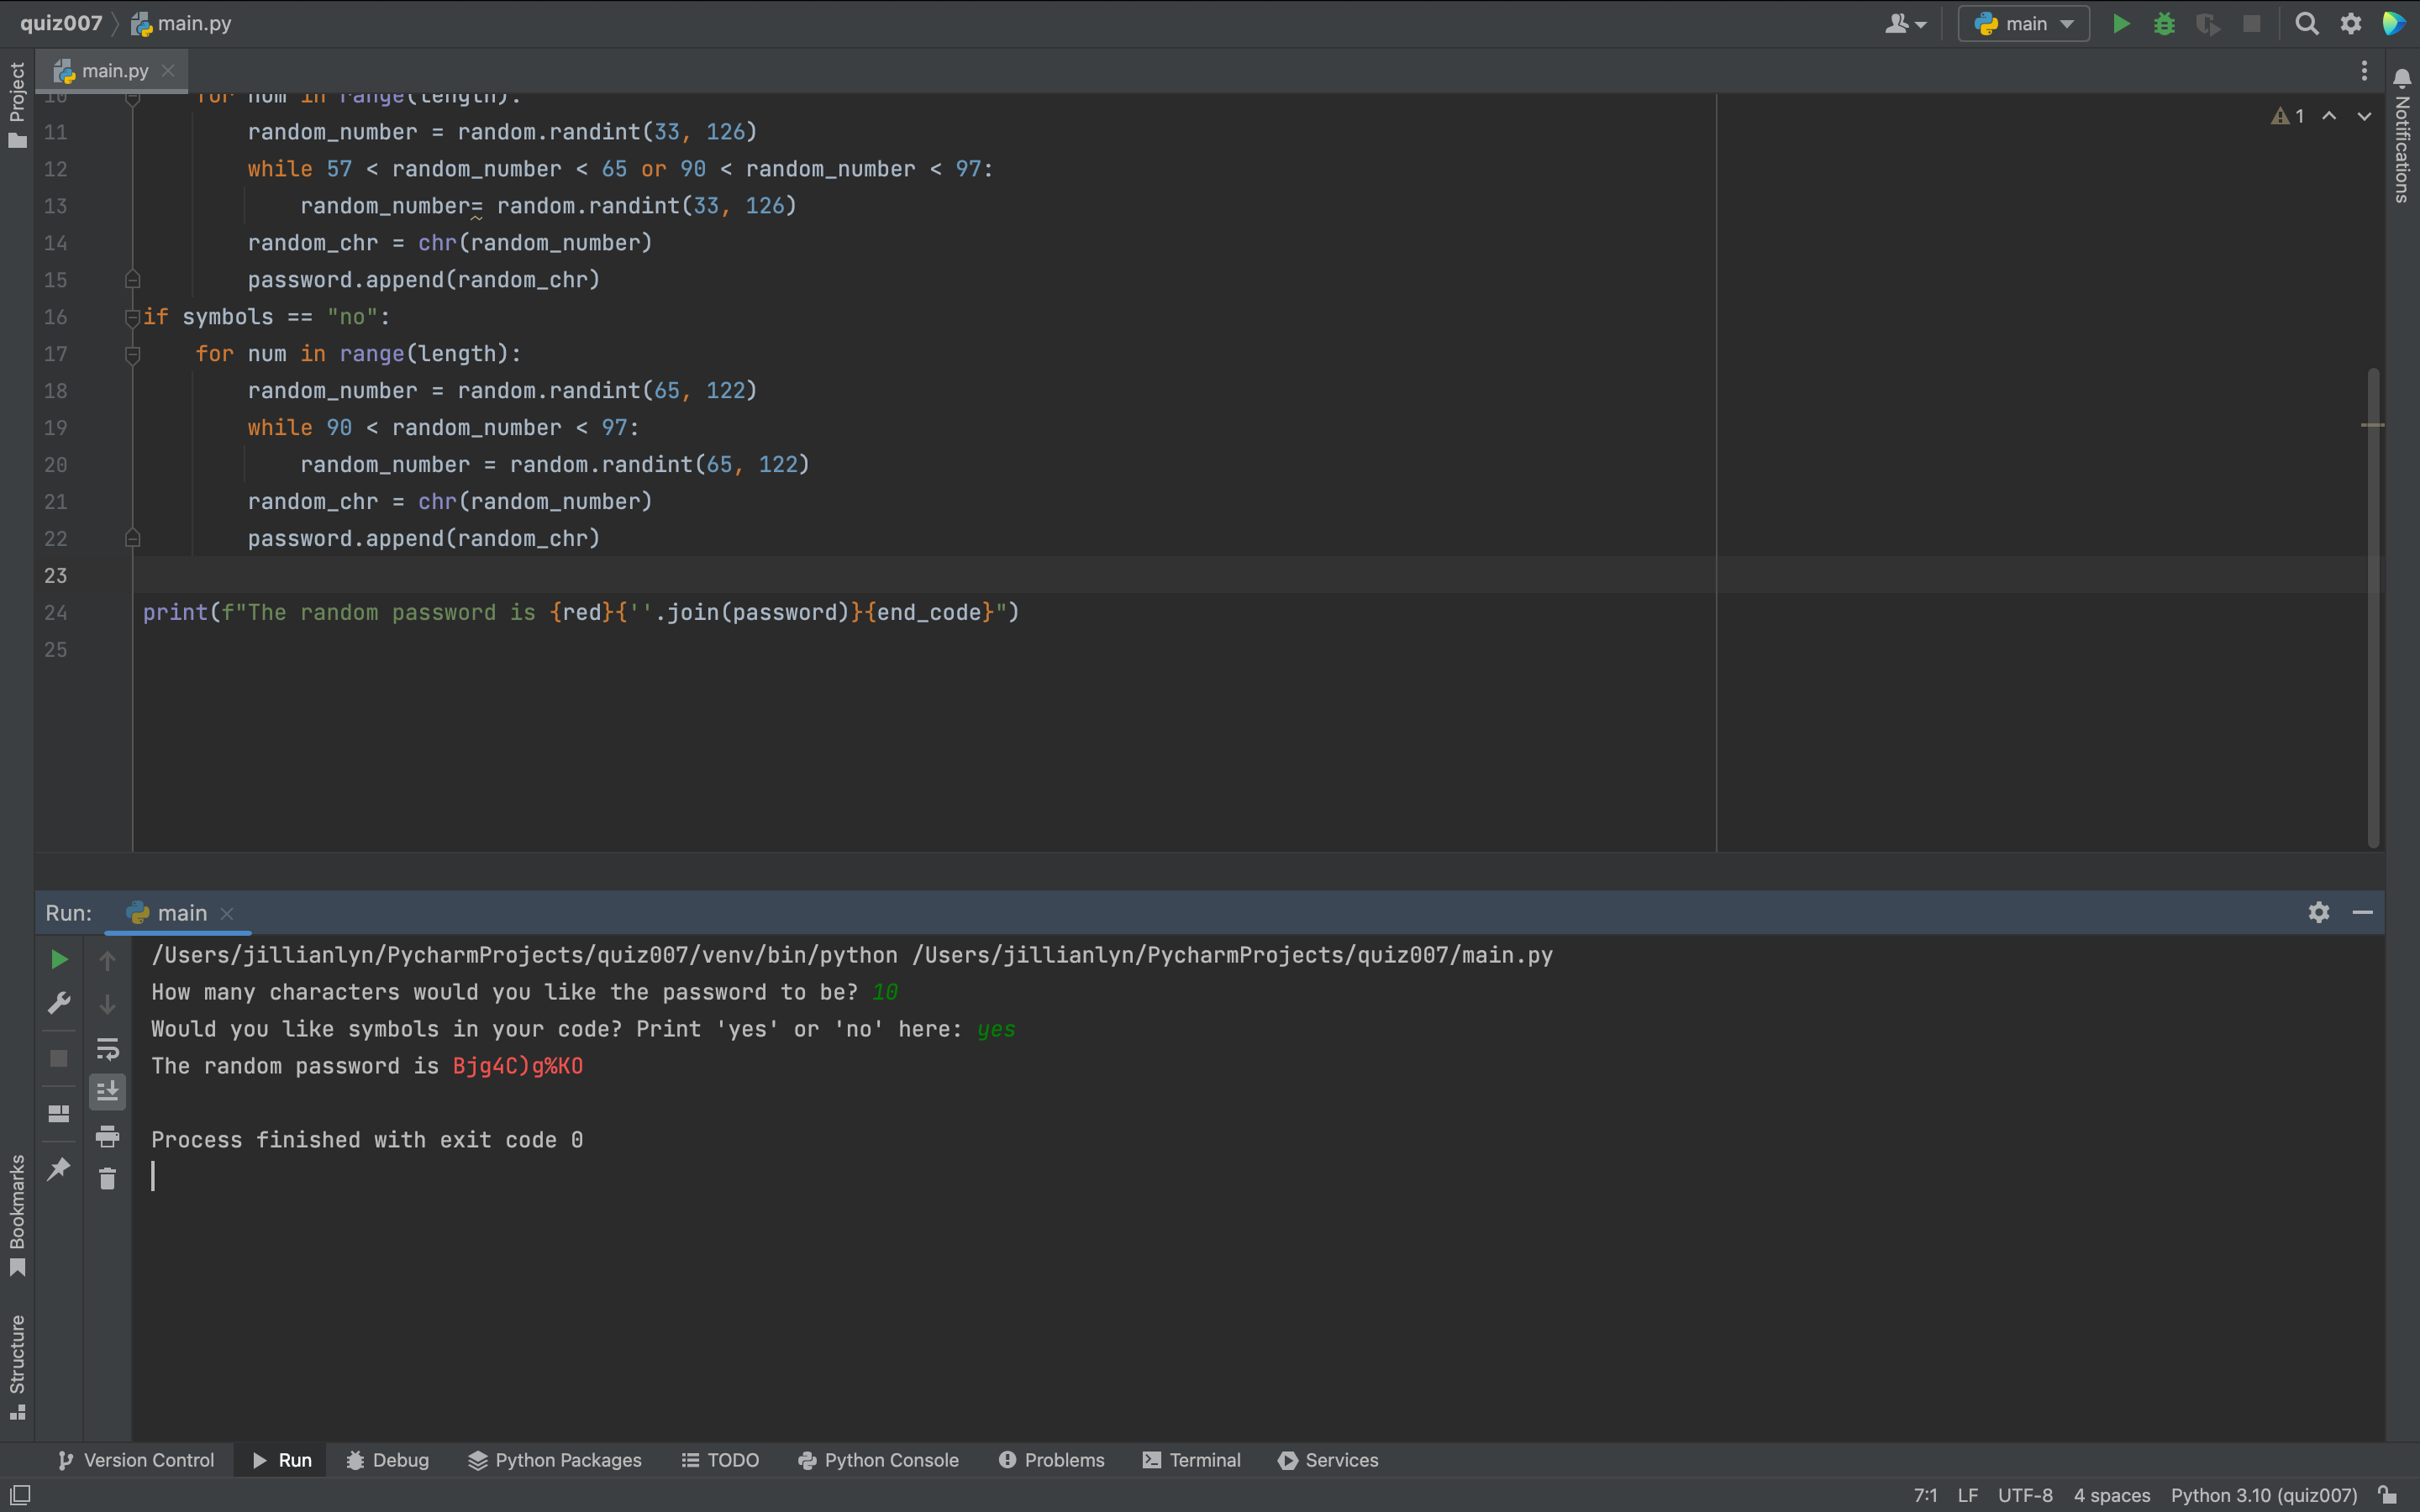 quiz007 main.py
main
main.py
Project
Notifications
1
10 for num in range(length):
11 random_number = random.randint(33, 126)
12 while 57 < random_number < 65 or 90 < random_number < 97:
13 random_number= random.randint(33, 126)
14 random_chr = chr(random_number)
15 password.append(random_chr)
16 if symbols == "no":
17 for num in range(length):
18 random_number = random.randint(65, 122)
19 while 90 < random_number < 97:
20 random_number = random.randint(65, 122)
21 random_chr = chr(random_number)
22 password.append(random_chr)
23
24 print(f"The random password is {red}{''.join(password)}{end_code}")
25
Run: main
/Users/jillianlyn/PycharmProjects/quiz007/venv/bin/python /Users/jillianlyn/PycharmProjects/quiz007/main.py
How many characters would you like the password to be? 10
Would you like symbols in your code? Print 'yes' or 'no' here: yes
The random password is Bjg4C)g%KO
Process finished with exit code 0
Bookmarks
Structure
Version Control Run Debug Python Packages TODO Python Console Problems Terminal Services
7:1 LF UTF-8 4 spaces Python 3.10 (quiz007)